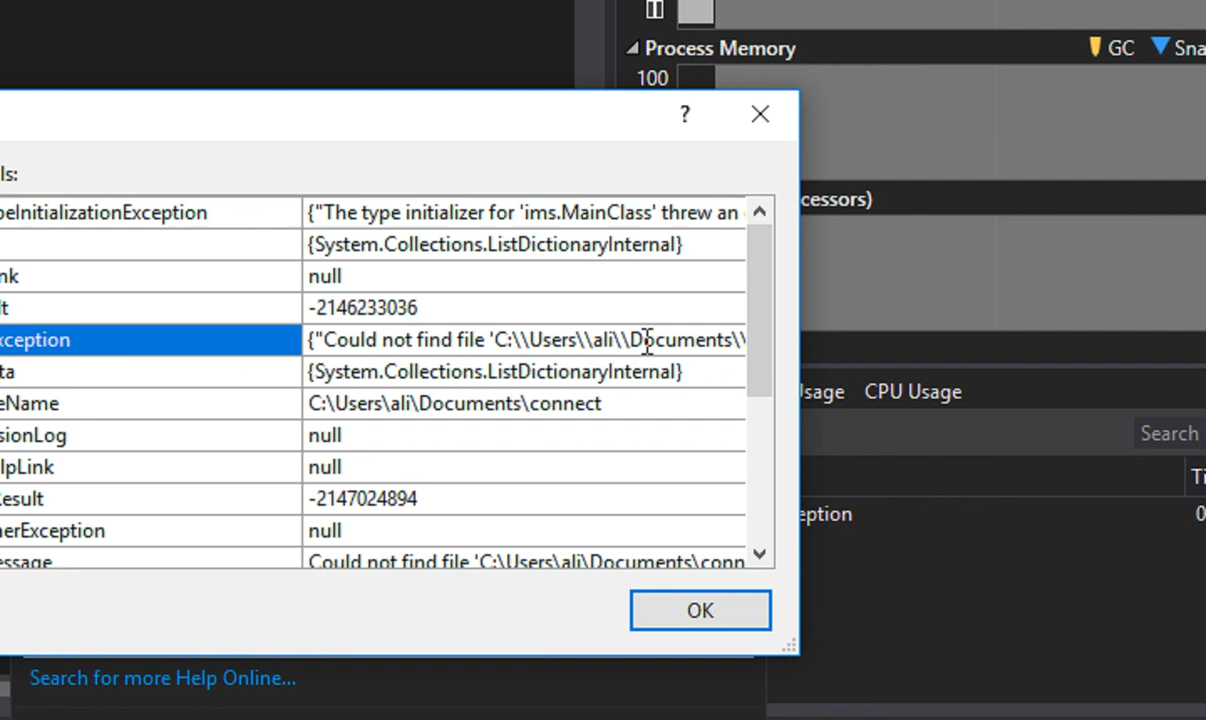 Process Memory GC Sna
100
?
ls:
peInitializationException {"The type initializer for 'ims.MainClass' threw an
{System.Collections.ListDictionaryInternal}
nk null
lt -2146233036
xception {"Could not find file 'C:\\Users\\ali\\Documents\\
ta {System.Collections.ListDictionaryInternal}
eName C:\Users\ali\Documents\connect
sionLog null
lpLink null
Result -2147024894
nerException null
essage Could not find file 'C:\Users\ali\Documents\conn
OK
cessors)
Usage CPU Usage
Search
Ti
eption 0
Search for more Help Online...